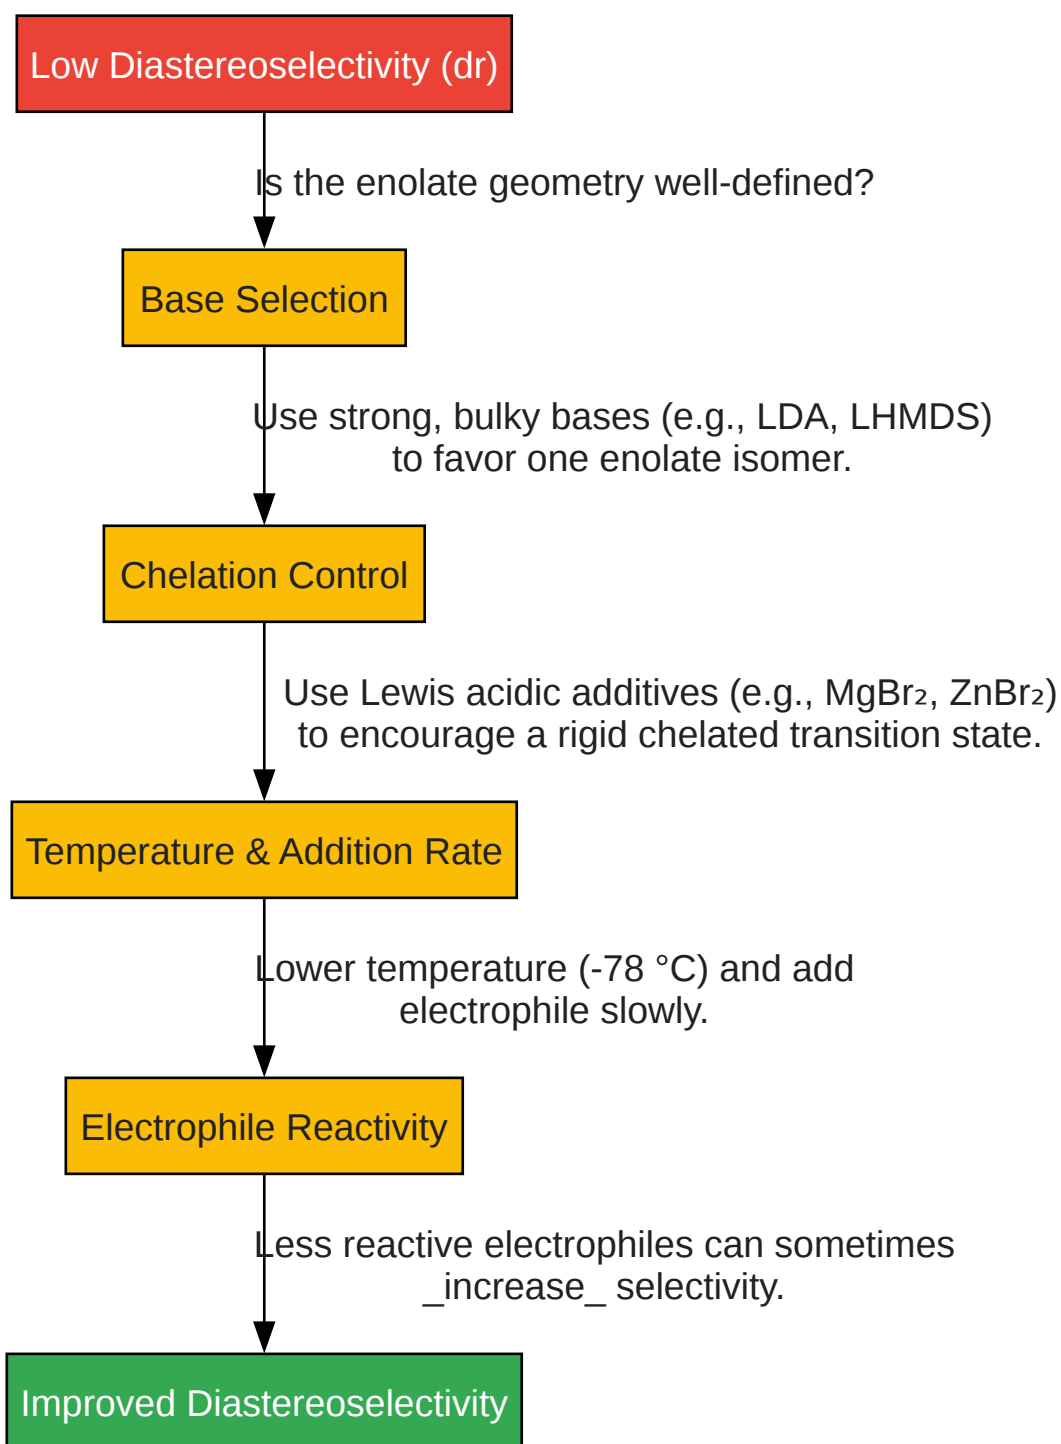 Low Diastereoselectivity (dr)
Is the enolate geometry well-defined?
Base Selection
Use strong, bulky bases (e.g., LDA, LHMDS)
to favor one enolate isomer.
Chelation Control
Use Lewis acidic additives (e.g., MgBr₂, ZnBr₂)
to encourage a rigid chelated transition state.
Temperature & Addition Rate
Lower temperature (-78 °C) and add
electrophile slowly.
Electrophile Reactivity
Less reactive electrophiles can sometimes
_increase_ selectivity.
Improved Diastereoselectivity